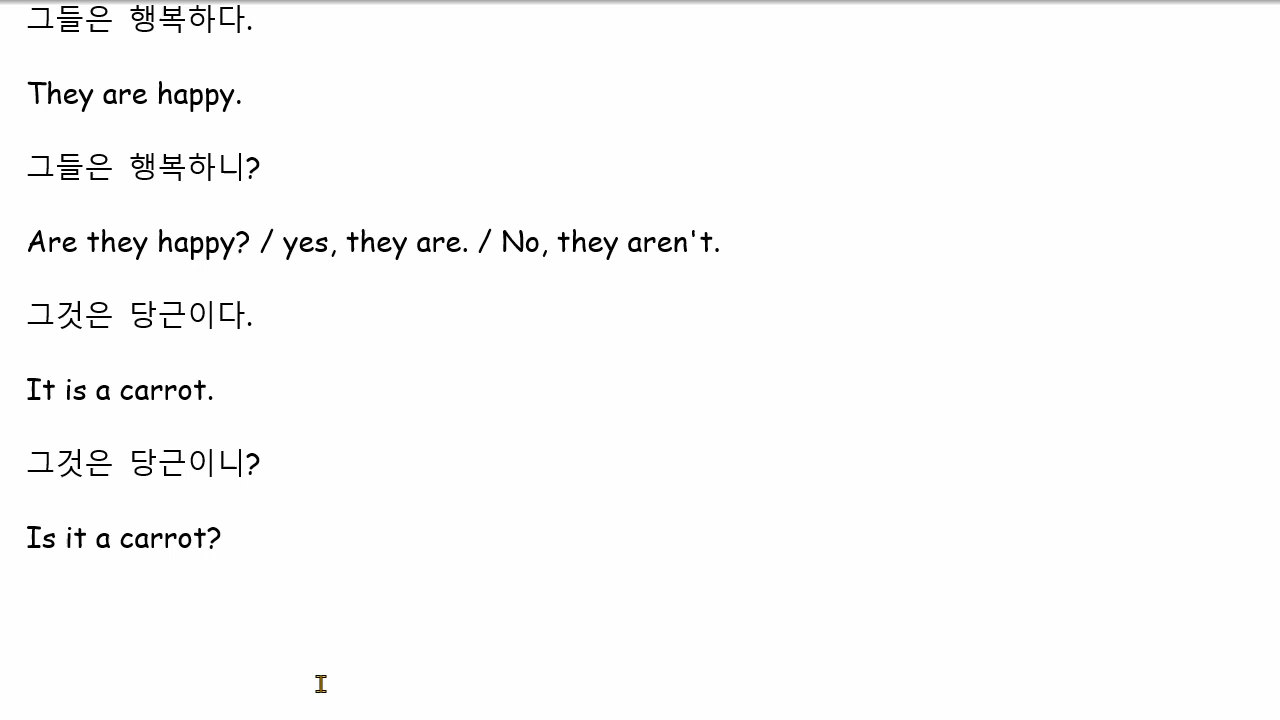 그들은 행복하다.
They are happy.
그들은 행복하니?
Are they happy? / yes, they are. / No, they aren't.
그것은 당근이다.
It is a carrot.
그것은 당근이니?
Is it a carrot?